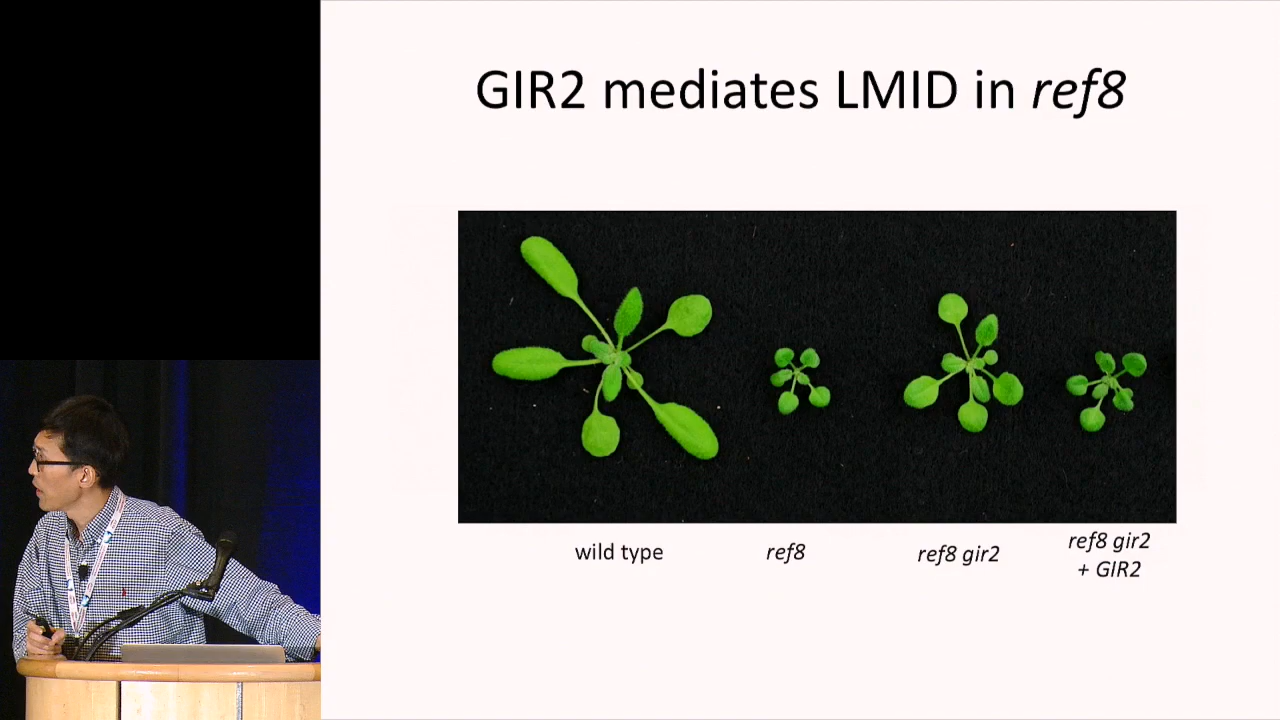 GIR2 mediates LMID in ref8
wild type
ref8
ref8 gir2
ref8 gir2
+ GIR2